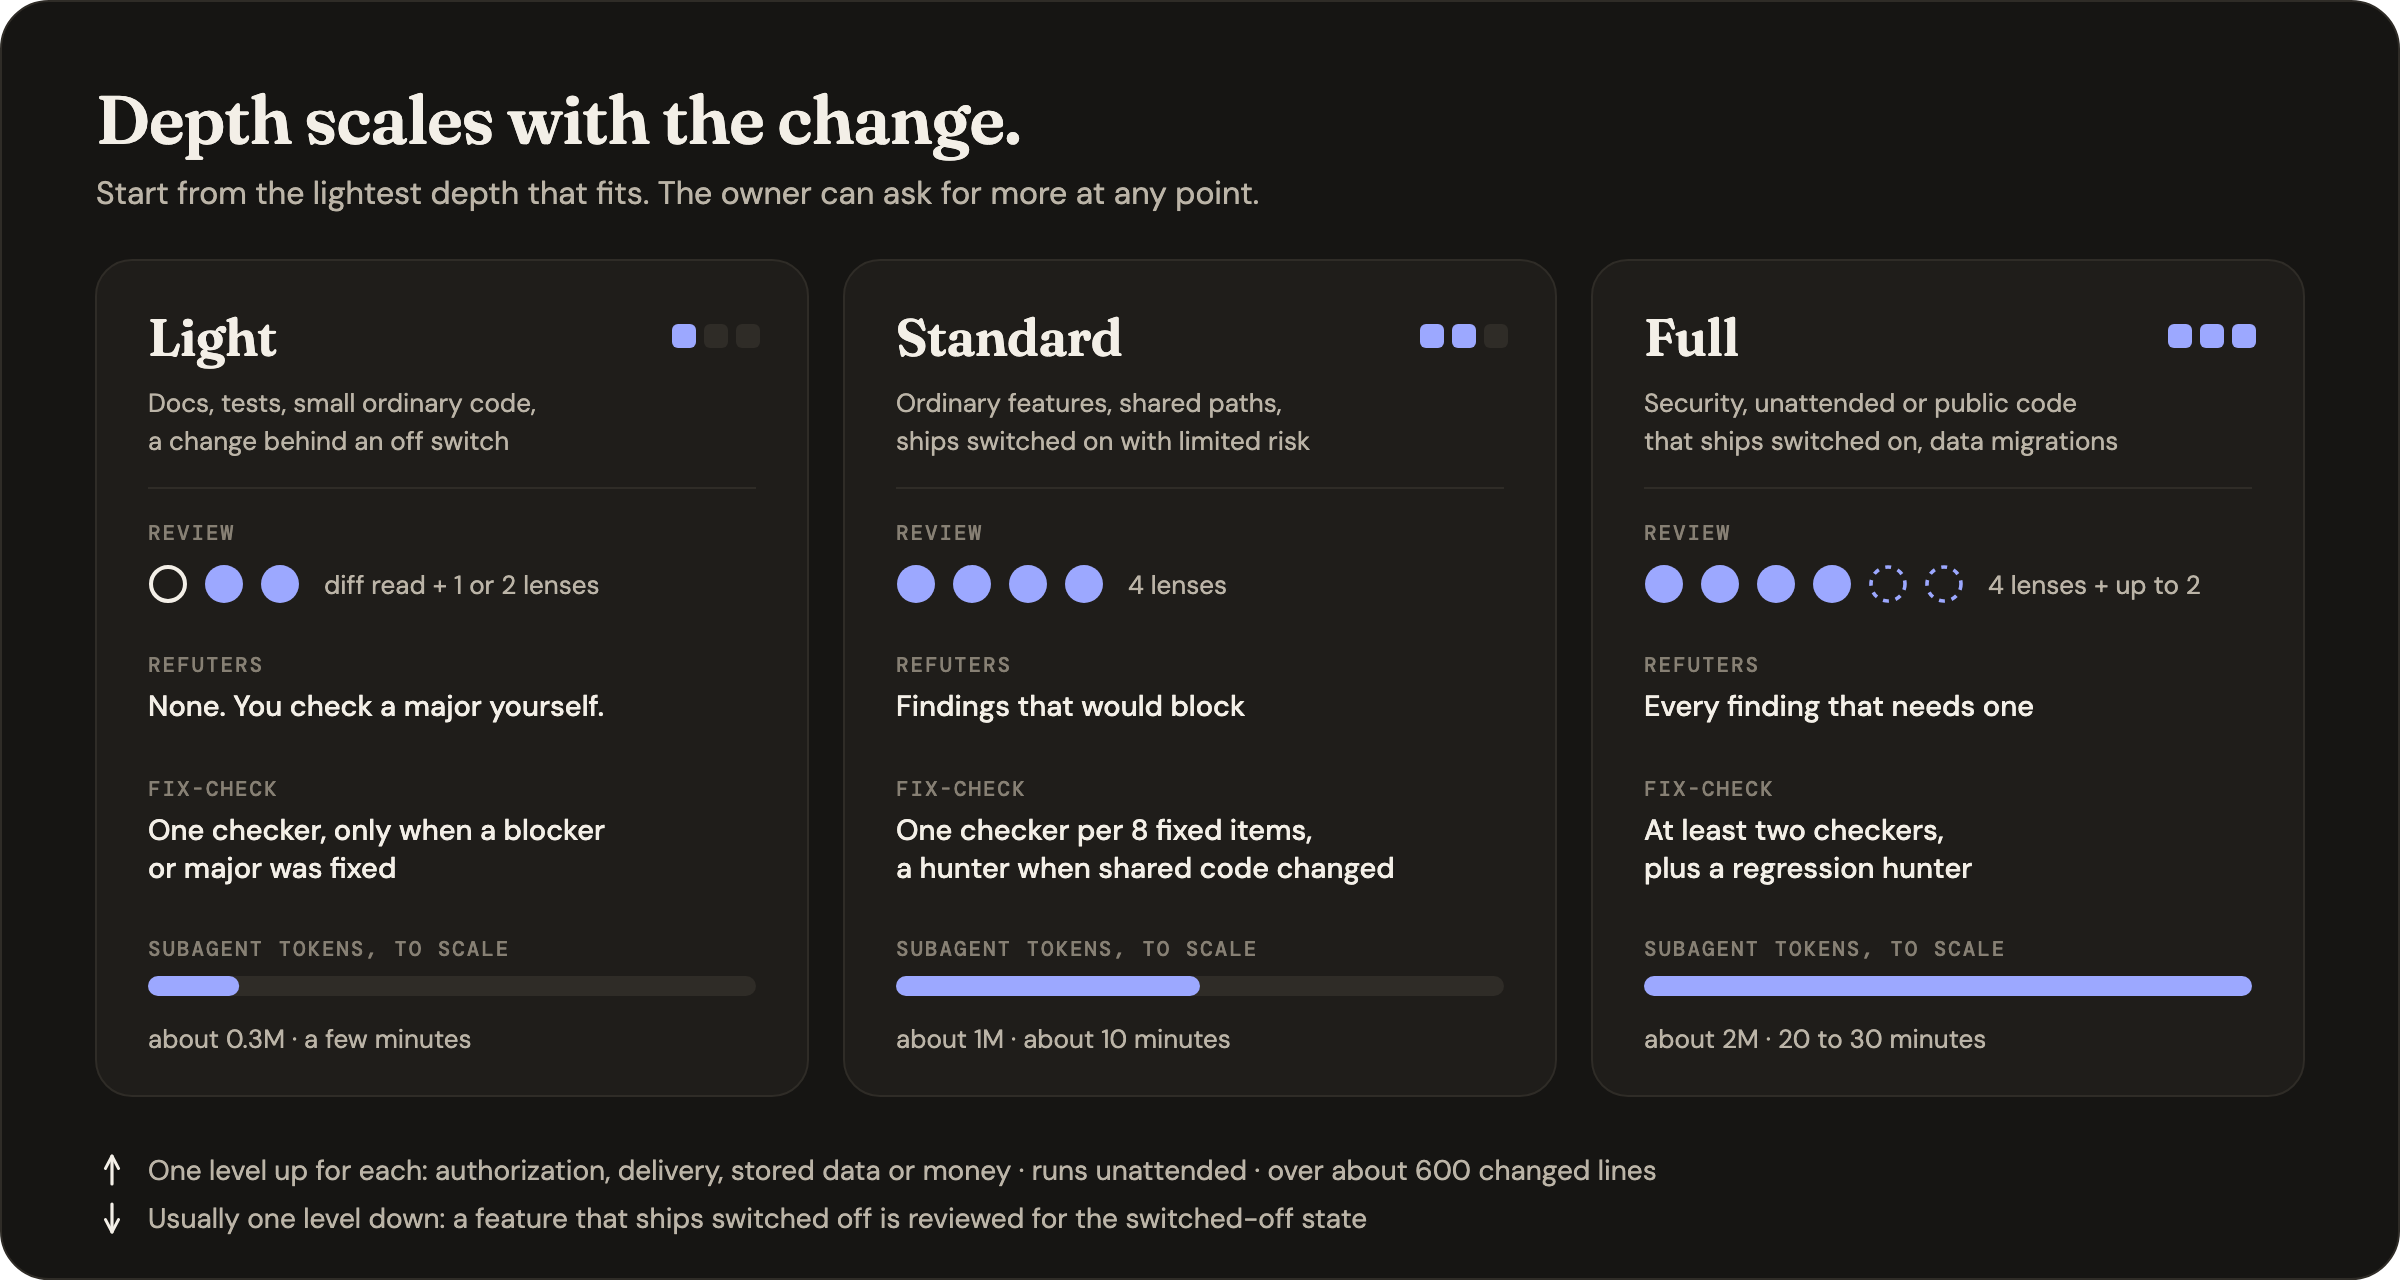 Depth scales with the change.
Start from the lightest depth that fits. The owner can ask for more at any point.
Light
Docs, tests, small ordinary code,
a change behind an off switch
REVIEW
diff read + 1 or 2 lenses
REFUTERS
None. You check a major yourself.
FIX-CHECK
One checker, only when a blocker
or major was fixed
SUBAGENT TOKENS, TO SCALE
about 0.3M · a few minutes
Standard
Ordinary features, shared paths,
ships switched on with limited risk
REVIEW
4 lenses
REFUTERS
Findings that would block
FIX-CHECK
One checker per 8 fixed items,
a hunter when shared code changed
SUBAGENT TOKENS, TO SCALE
about 1M · about 10 minutes
Full
Security, unattended or public code
that ships switched on, data migrations
REVIEW
4 lenses + up to 2
REFUTERS
Every finding that needs one
FIX-CHECK
At least two checkers,
plus a regression hunter
SUBAGENT TOKENS, TO SCALE
about 2M · 20 to 30 minutes
↑ One level up for each: authorization, delivery, stored data or money · runs unattended · over about 600 changed lines
↓ Usually one level down: a feature that ships switched off is reviewed for the switched-off state